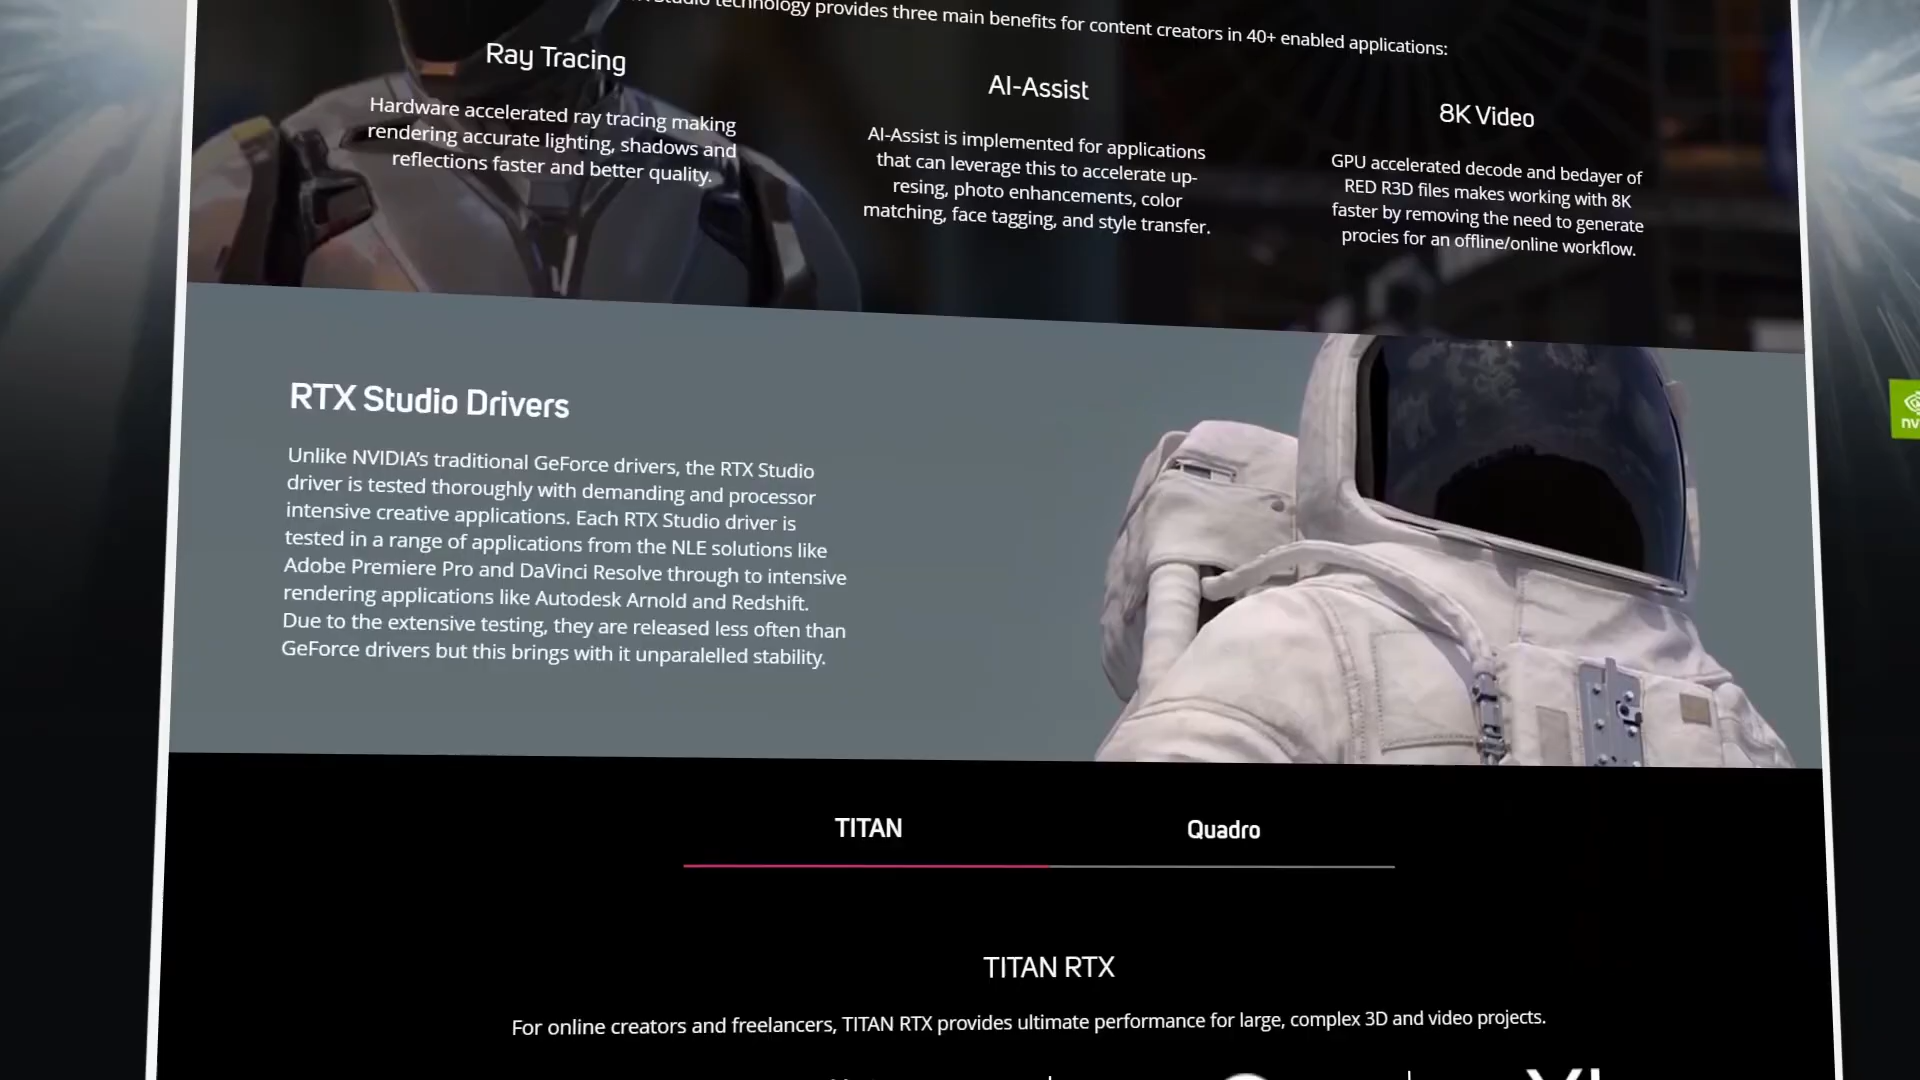 Studio technology provides three main benefits for content creators in 40+ enabled applications:
Ray Tracing
Hardware accelerated ray tracing making
rendering accurate lighting, shadows and
reflections faster and better quality.
AI-Assist
AI-Assist is implemented for applications
that can leverage this to accelerate up-
resing, photo enhancements, color
matching, face tagging, and style transfer.
8K Video
GPU accelerated decode and bedayer of
RED R3D files makes working with 8K
faster by removing the need to generate
procies for an offline/online workflow.
RTX Studio Drivers
Unlike NVIDIA's traditional GeForce drivers, the RTX Studio
driver is tested thoroughly with demanding and processor
intensive creative applications. Each RTX Studio driver is
tested in a range of applications from the NLE solutions like
Adobe Premiere Pro and DaVinci Resolve through to intensive
rendering applications like Autodesk Arnold and Redshift.
Due to the extensive testing, they are released less often than
GeForce drivers but this brings with it unparalelled stability.
TITAN
Quadro
TITAN RTX
For online creators and freelancers, TITAN RTX provides ultimate performance for large, complex 3D and video projects.